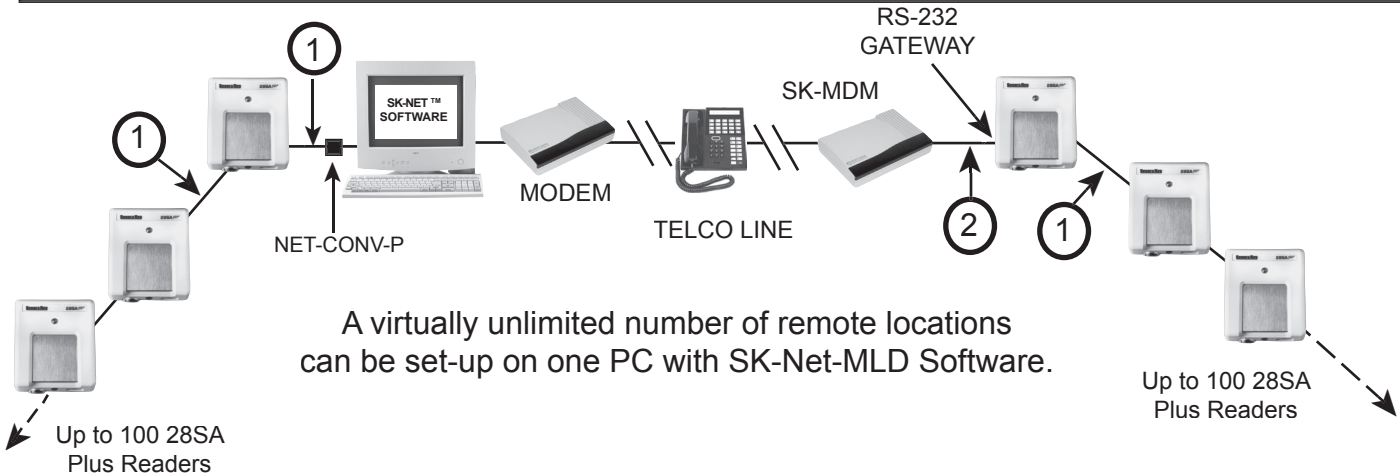 RS-232
GATEWAY
1
SK-NET ™
SOFTWARE
SK-MDM
1
MODEM
2
1
NET-CONV-P
TELCO LINE
A virtually unlimited number of remote locations
can be set-up on one PC with SK-Net-MLD Software.
Up to 100 28SA
Plus Readers
Up to 100 28SA
Plus Readers